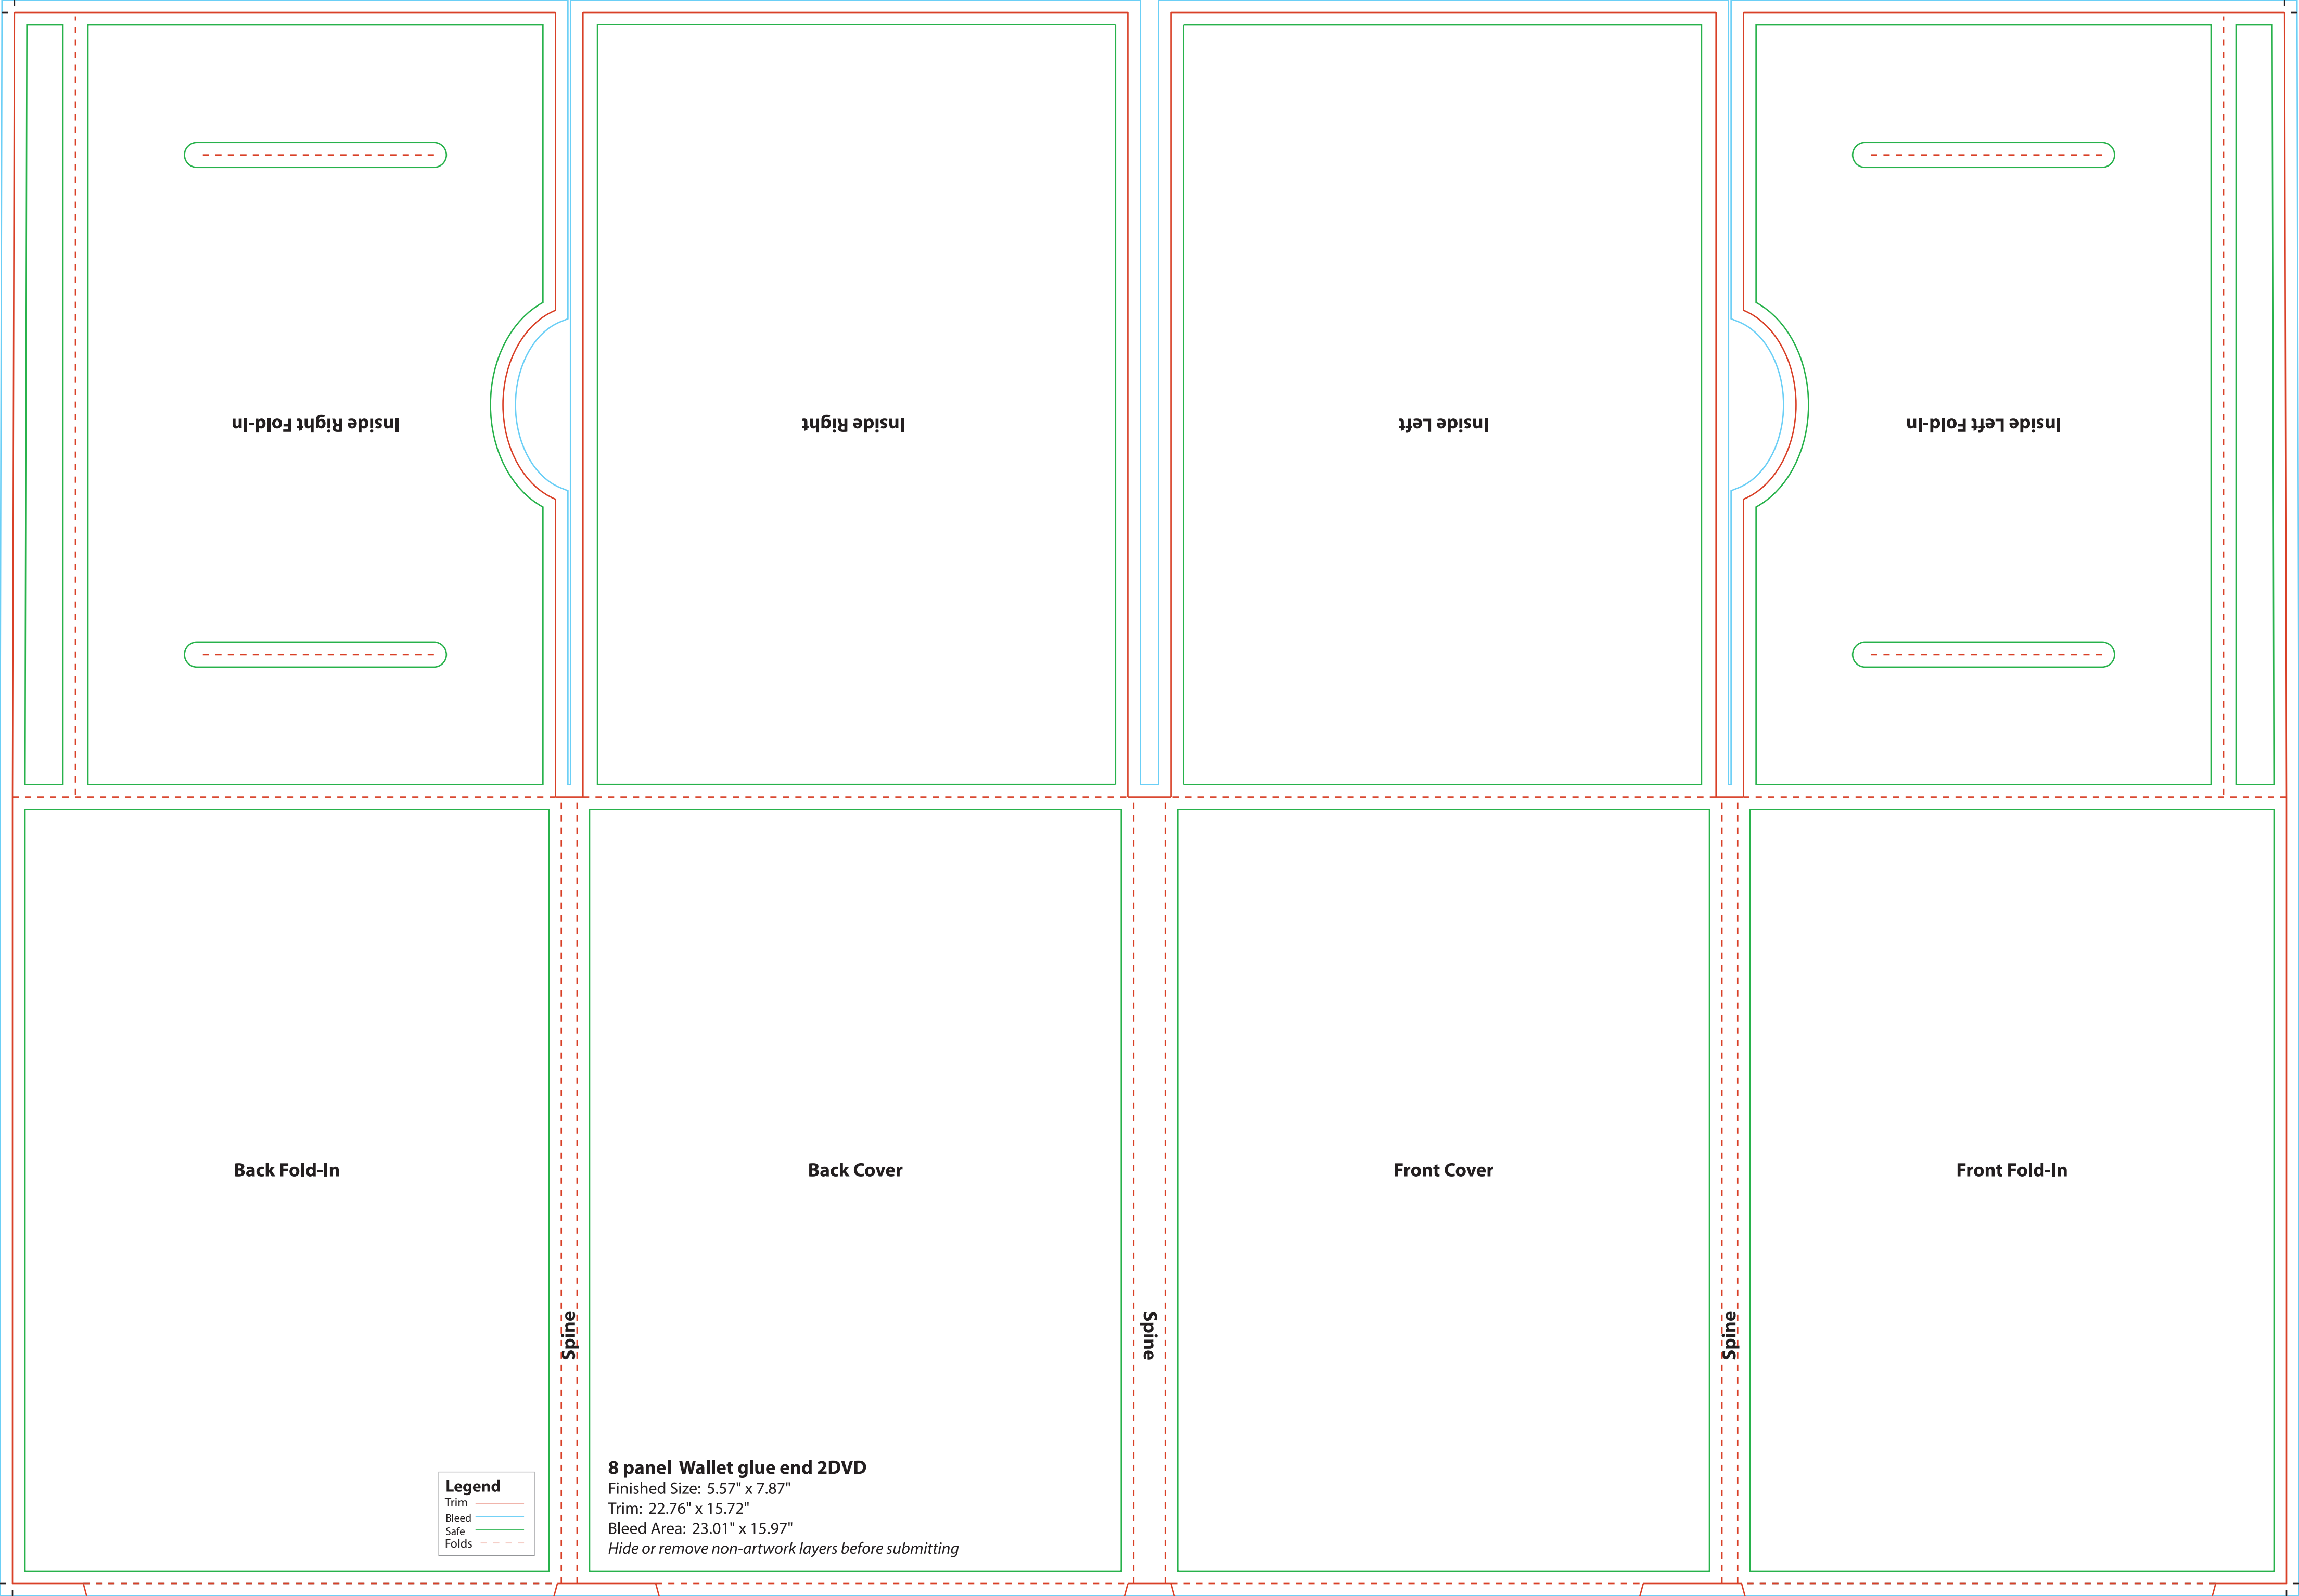 Inside Right Fold-In
Inside Right
Inside Left
Inside Left Fold-In
Back Fold-In
Back Cover
Front Cover
Front Fold-In
Spine
Spine
Spine
Legend
Trim
Bleed
Safe
Folds
8 panel Wallet glue end 2DVD
Finished Size: 5.57" x 7.87"
Trim: 22.76" x 15.72"
Bleed Area: 23.01" x 15.97"
Hide or remove non-artwork layers before submitting